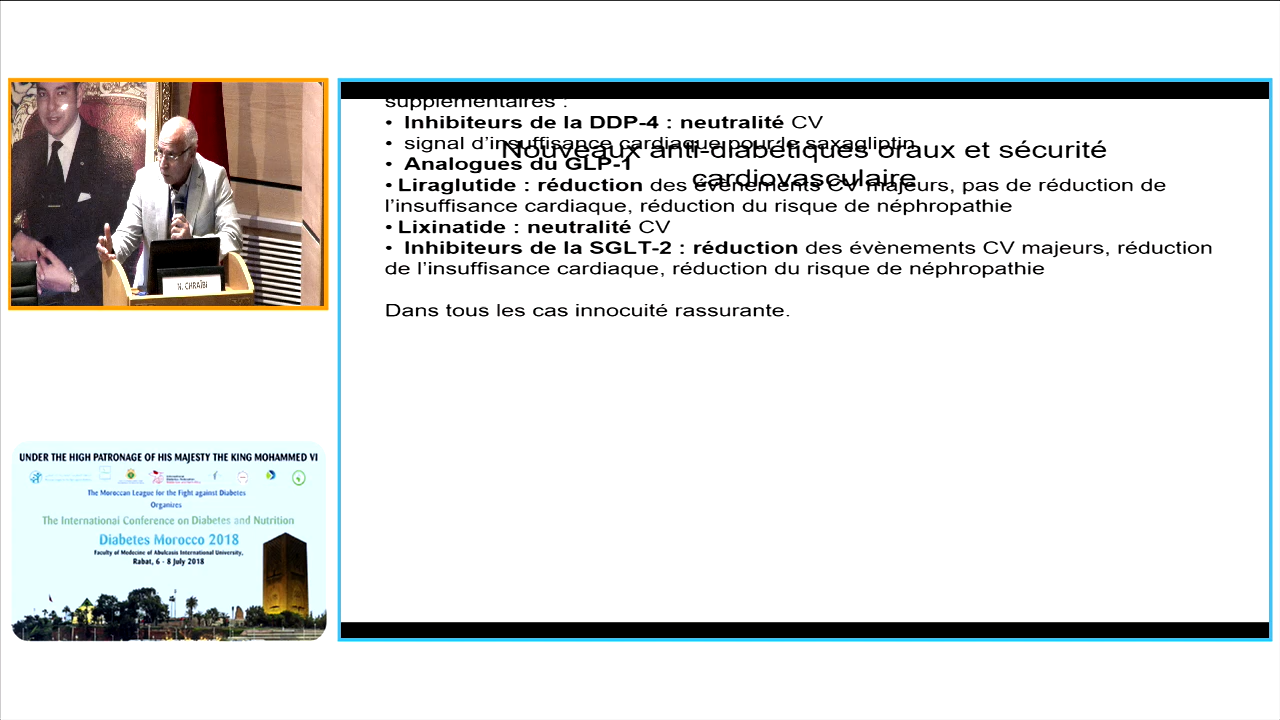 N. CHRAÏBI
UNDER THE HIGH PATRONAGE OF HIS MAJESTY THE KING MOHAMMED VI
The Moroccan League for the Fight against Diabetes
Organizes
The International Conference on Diabetes and Nutrition
Diabetes Morocco 2018
Faculty of Medecine of Abulcasis International University,
Rabat, 6 - 8 July 2018
supplémentaires :
• Inhibiteurs de la DDP-4 : neutralité CV
• signal d'insuffisance cardiaque pour le saxagliptin
Nouveaux anti-diabétiques oraux et sécurité
cardiovasculaire
• Analogues du GLP-1
• Liraglutide : réduction des évènements CV majeurs, pas de réduction de
l'insuffisance cardiaque, réduction du risque de néphropathie
• Lixinatide : neutralité CV
• Inhibiteurs de la SGLT-2 : réduction des évènements CV majeurs, réduction
de l'insuffisance cardiaque, réduction du risque de néphropathie
Dans tous les cas innocuité rassurante.